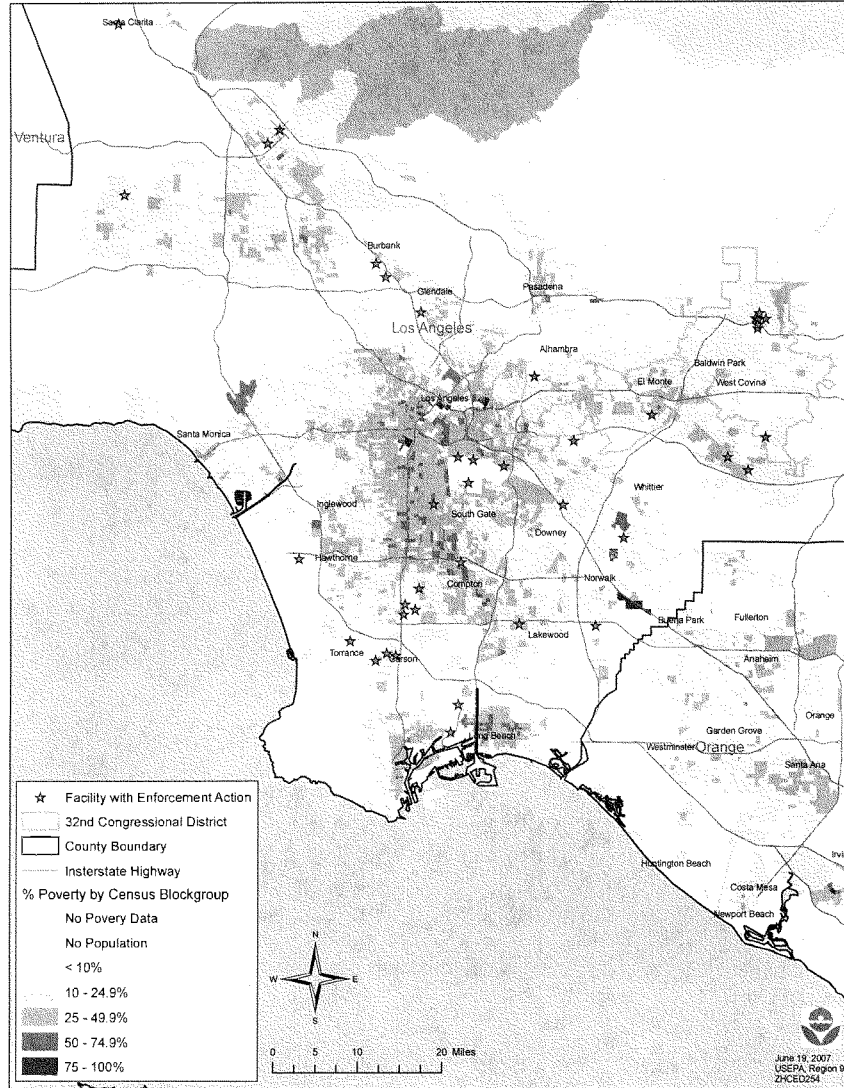 Santa Clarita
Ventura
Burbank
Glendale
Pasadena
Los Angeles
Alhambra
Baldwin Park
El Monte
West Covina
Los Angeles
Santa Monica
Whittier
Inglewood
South Gate
Downey
Hawthorne
Compton
Norwalk
Buena Park
Fullerton
Lakewood
Torrance
Carson
Anaheim
Orange
Garden Grove
Westminster
Orange
ng Beach
Santa Ana
Huntington Beach
Irvi
Costa Mesa
Newport Beach
Facility with Enforcement Action
32nd Congressional District
County Boundary
Insterstate Highway
% Poverty by Census Blockgroup
No Povery Data
No Population
< 10%
10 - 24.9%
25 - 49.9%
50 - 74.9%
75 - 100%
N
W E
S
0 5 10 20 Miles
June 19, 2007
USEPA, Region 9
ZHCED254